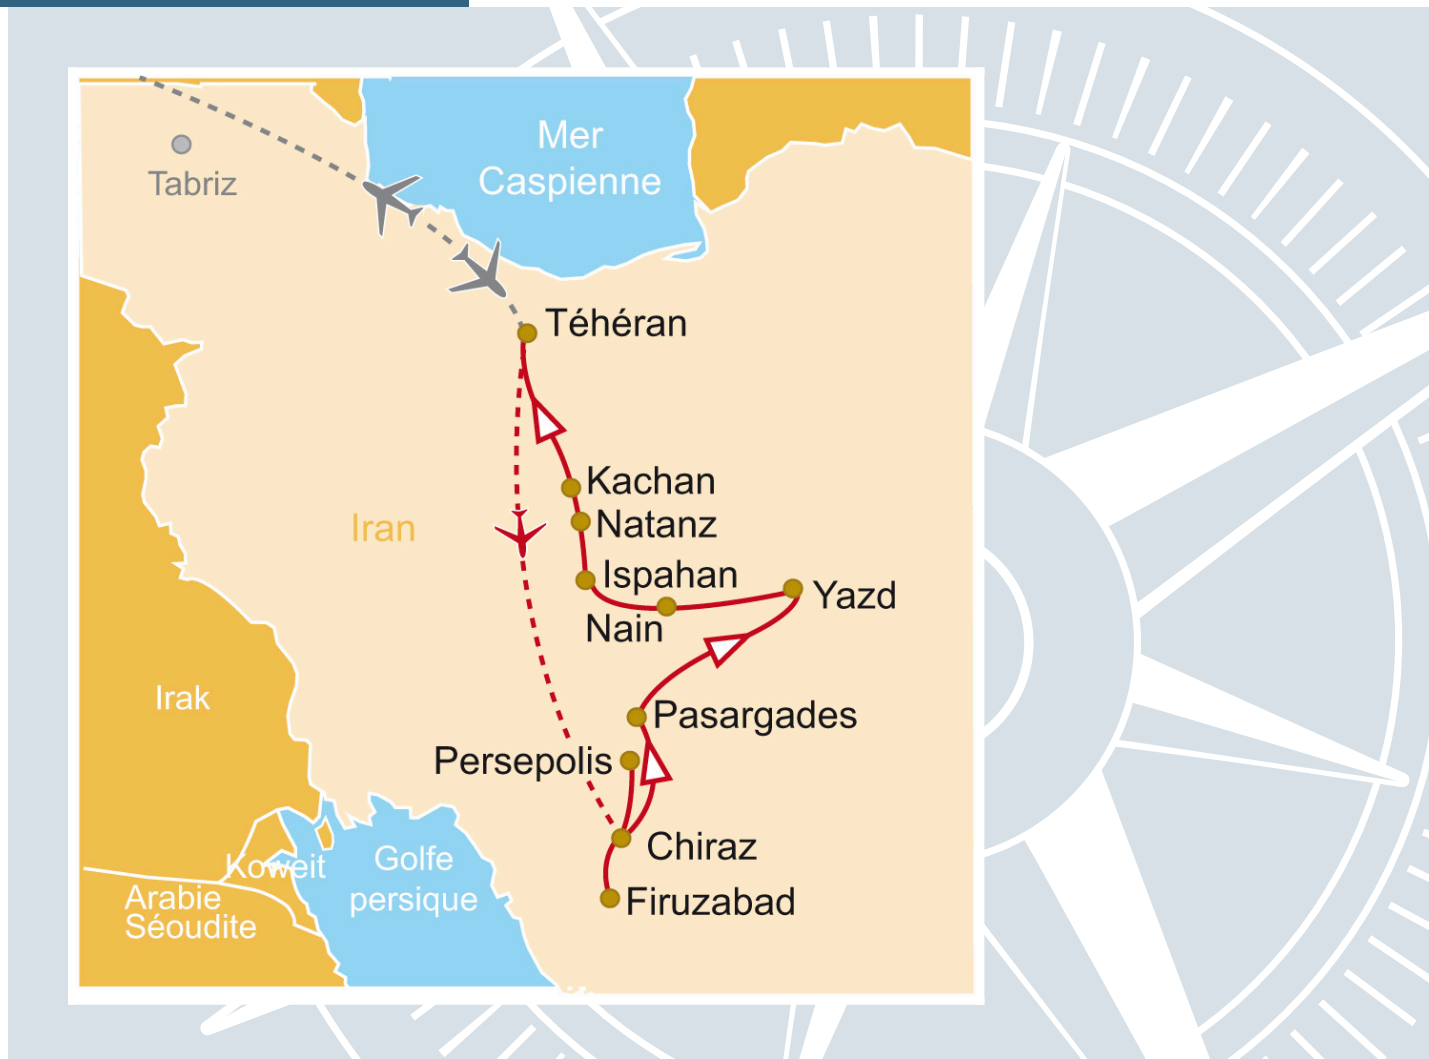 Mer
Caspienne
Tabriz
Téhéran
Kachan
Iran
Natanz
Ispahan
Yazd
Nain
Irak
Pasargades
Persepolis
Chiraz
Golfe
persique
Koweit
Arabie
Séoudite
Firuzabad